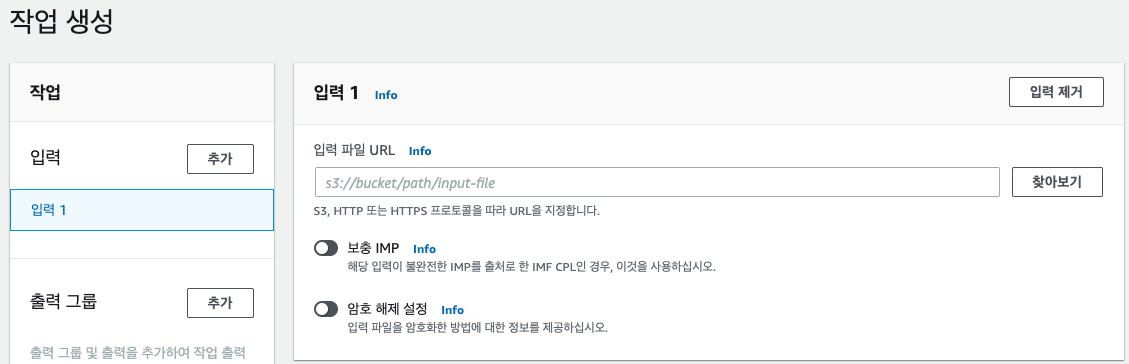 작업 생성
작업
입력 추가
입력 1
출력 그룹 추가
출력 그룹 및 출력을 추가하여 작업 출력
입력 1 Info 입력 제거
입력 파일 URL Info
s3://bucket/path/input-file 찾아보기
S3, HTTP 또는 HTTPS 프로토콜을 따라 URL을 지정합니다.
보충 IMP Info
해당 입력이 불완전한 IMP를 출처로 한 IMF CPL인 경우, 이것을 사용하십시오.
암호 해제 설정 Info
입력 파일을 암호화한 방법에 대한 정보를 제공하십시오.